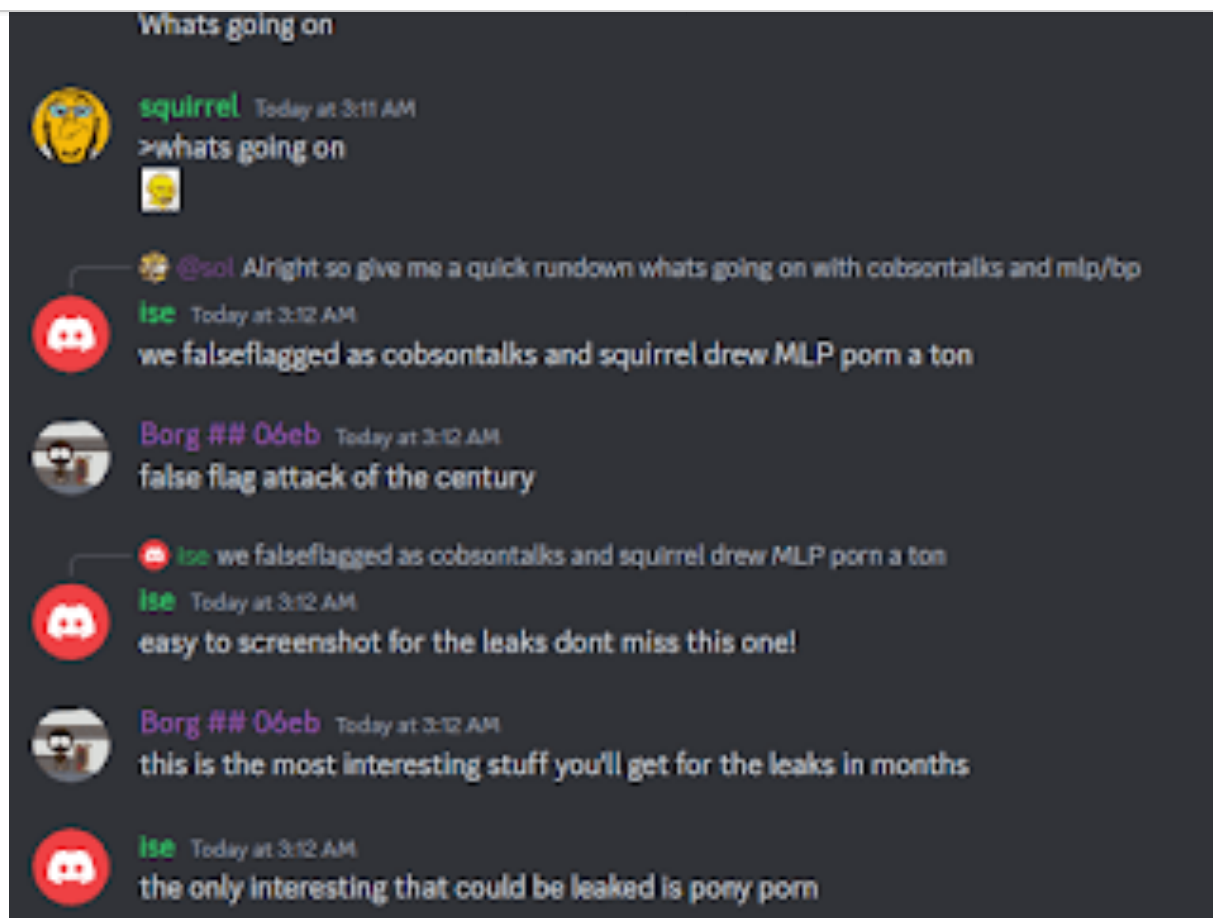 Whats going on
squirrel Today at 3:11 AM
>whats going on
@sol Alright so give me a quick rundown whats going on with cobsontalks and mlp/bp
ise Today at 3:12 AM
we falseflagged as cobsontalks and squirrel drew MLP porn a ton
Borg ## 06eb Today at 3:12 AM
false flag attack of the century
ise we falseflagged as cobsontalks and squirrel drew MLP porn a ton
ise Today at 3:12 AM
easy to screenshot for the leaks dont miss this one!
Borg ## 06eb Today at 3:12 AM
this is the most interesting stuff you'll get for the leaks in months
ise Today at 3:12 AM
the only interesting that could be leaked is pony porn